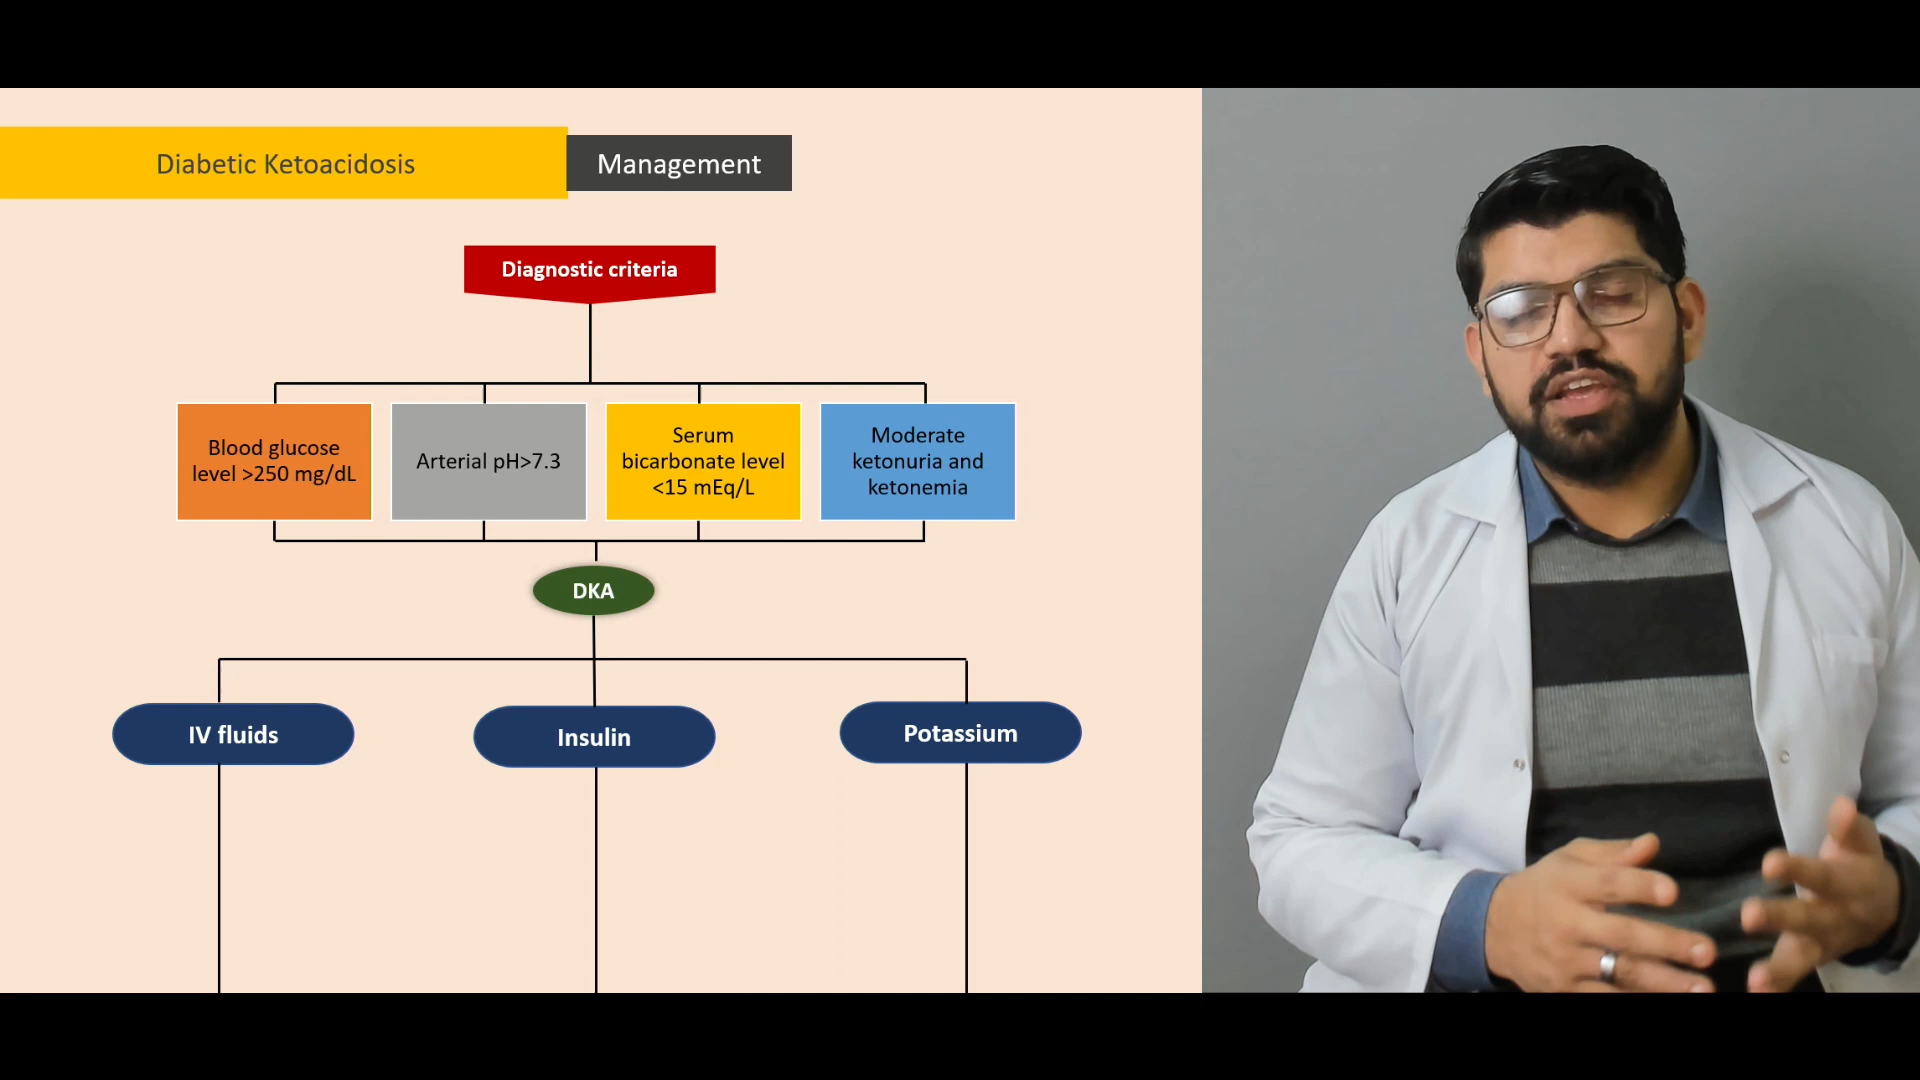 Diabetic Ketoacidosis
Management
Diagnostic criteria
Blood glucose
level >250 mg/dL
Arterial pH>7.3
Serum
bicarbonate level
<15 mEq/L
Moderate
ketonuria and
ketonemia
DKA
IV fluids
Insulin
Potassium